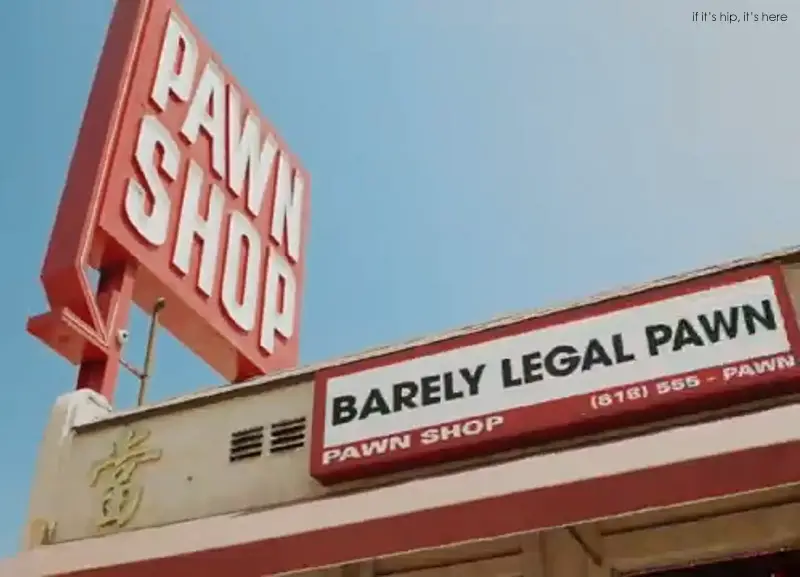 if it's hip, it's here
PAWN
SHOP
BARELY LEGAL PAWN
PAWN SHOP (818) 555 - PAWN
當